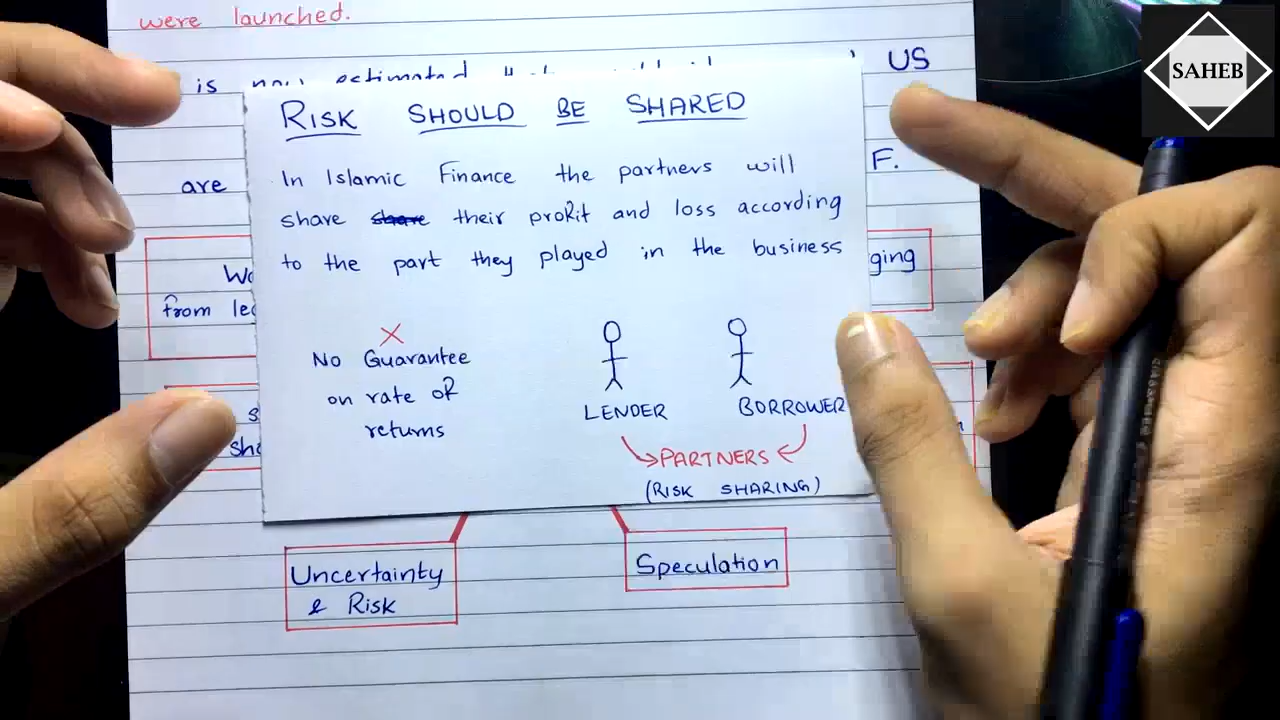 were launched.
is
US
RISK SHOULD BE SHARED
SAHEB
In Islamic Finance the partners will
F.
are
share share their profit and loss according
to the part they played in the business
ging
from
No Guarantee
on rate of
returns
LENDER BORROWER
PARTNERS
(RISK SHARING)
Uncertainty
& Risk
Speculation